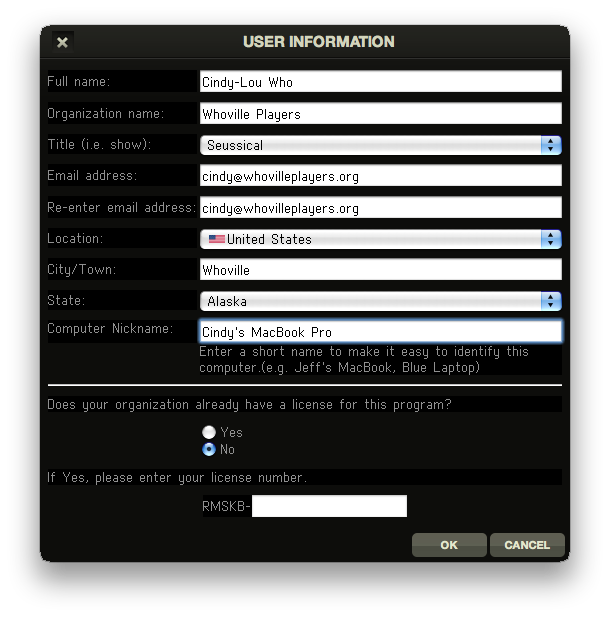 USER INFORMATION
Full name: Cindy-Lou Who
Organization name: Whoville Players
Title (i.e. show): Seussical
Email address: cindy@whovilleplayers.org
Re-enter email address: cindy@whovilleplayers.org
Location: United States
City/Town: Whoville
State: Alaska
Computer Nickname: Cindy's MacBook Pro
Enter a short name to make it easy to identify this
computer.(e.g. Jeff's MacBook, Blue Laptop)
Does your organization already have a license for this program?
Yes
No
If Yes, please enter your license number.
RMSKB-
OK CANCEL